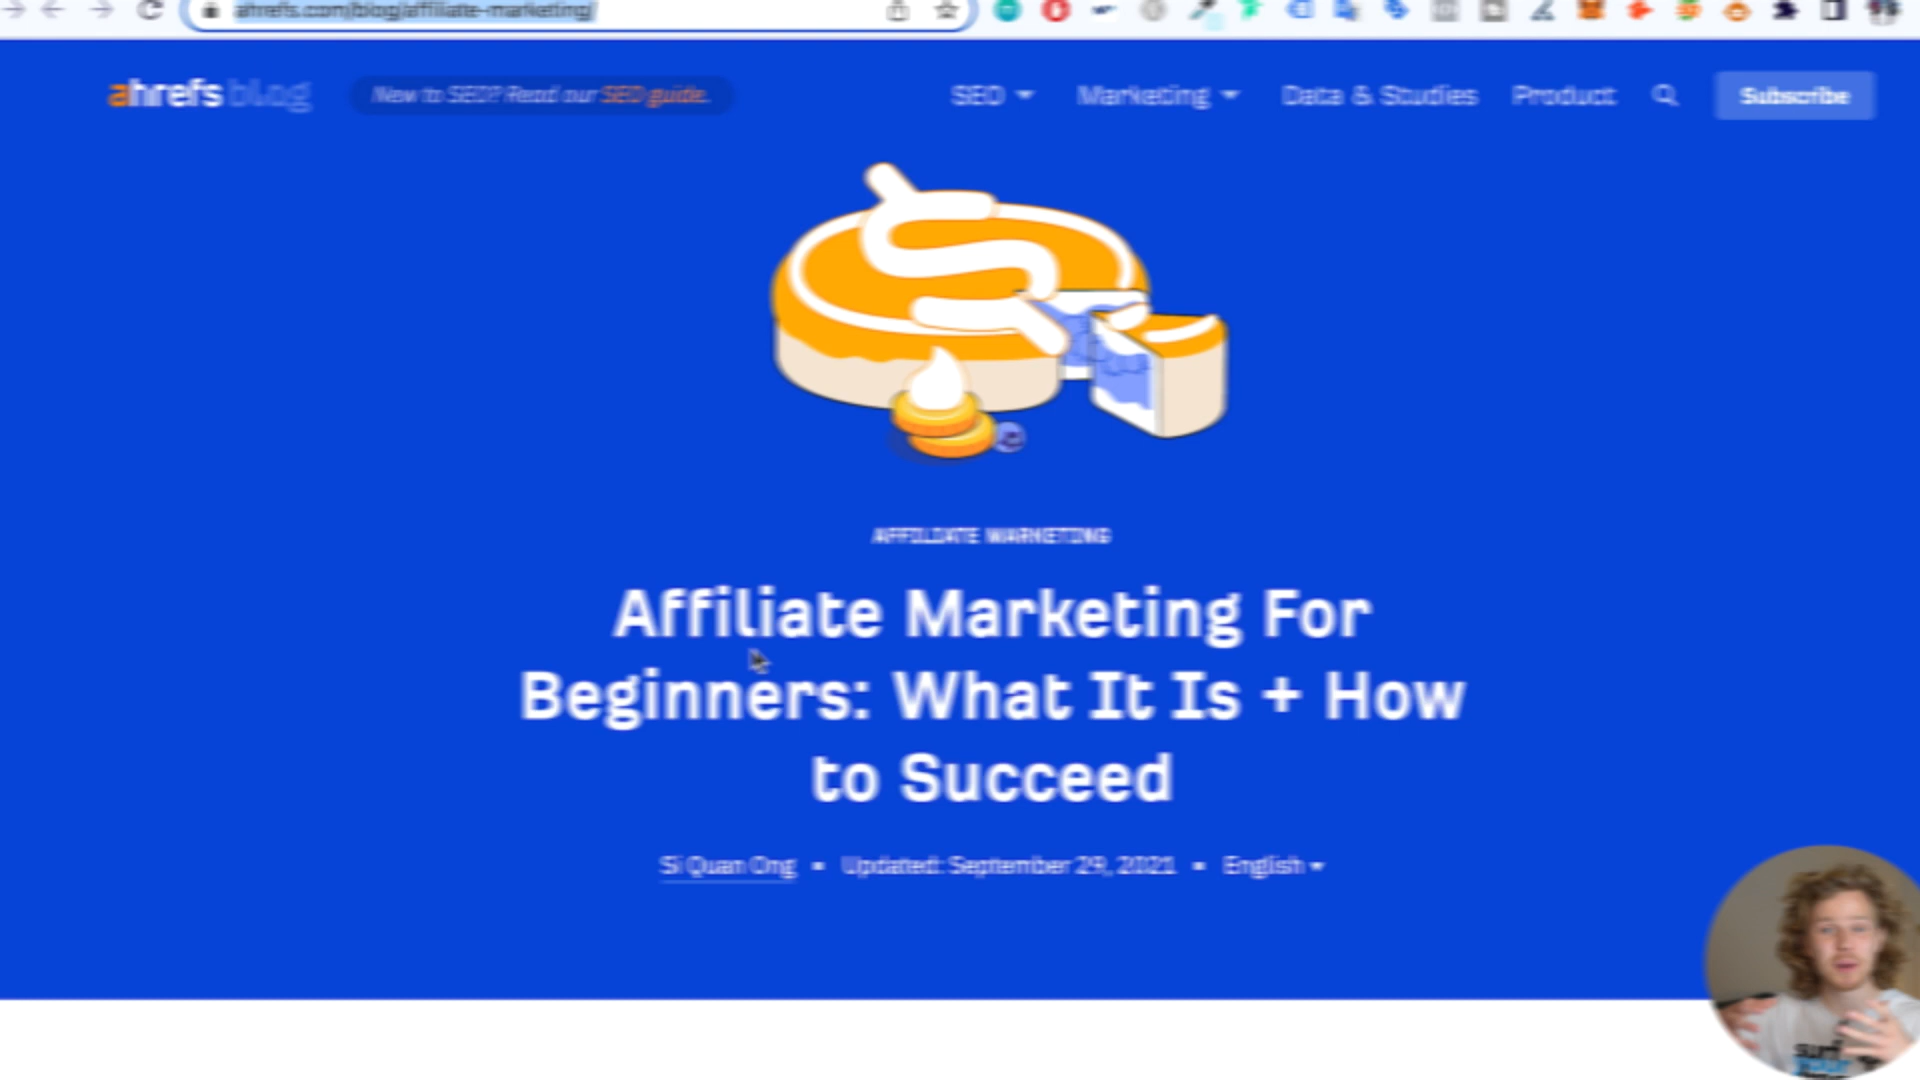 ahrefs.com/blog/affiliate-marketing/
ahrefs blog
New to SEO? Read our SEO guide.
SEO
Marketing
Data & Studies
Product
Subscribe
AFFILIATE MARKETING
Affiliate Marketing For
Beginners: What It Is + How
to Succeed
Si Quan Ong
Updated: September 29, 2021
English
surf
your